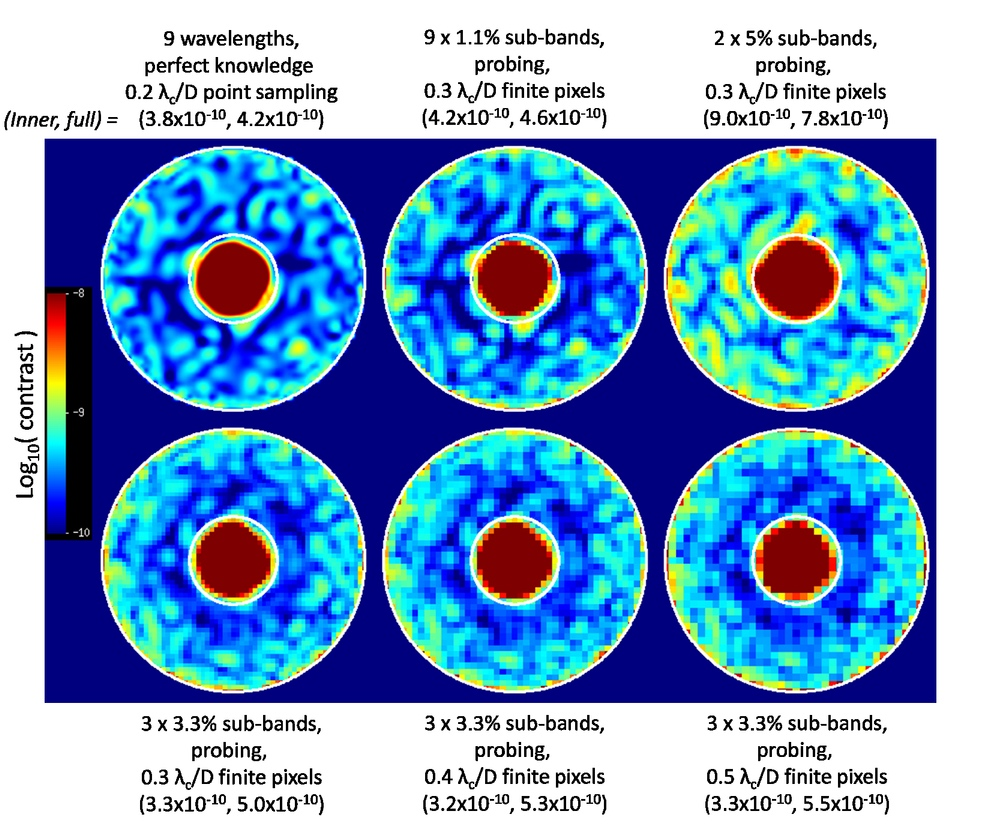 9 wavelengths,
perfect knowledge
0.2 λc/D point sampling
(Inner, full) = (3.8x10-10, 4.2x10-10)
9 x 1.1% sub-bands,
probing,
0.3 λc/D finite pixels
(4.2x10-10, 4.6x10-10)
2 x 5% sub-bands,
probing,
0.3 λc/D finite pixels
(9.0x10-10, 7.8x10-10)
Log10( contrast )
-8
-9
-10
3 x 3.3% sub-bands,
probing,
0.3 λc/D finite pixels
(3.3x10-10, 5.0x10-10)
3 x 3.3% sub-bands,
probing,
0.4 λc/D finite pixels
(3.2x10-10, 5.3x10-10)
3 x 3.3% sub-bands,
probing,
0.5 λc/D finite pixels
(3.3x10-10, 5.5x10-10)